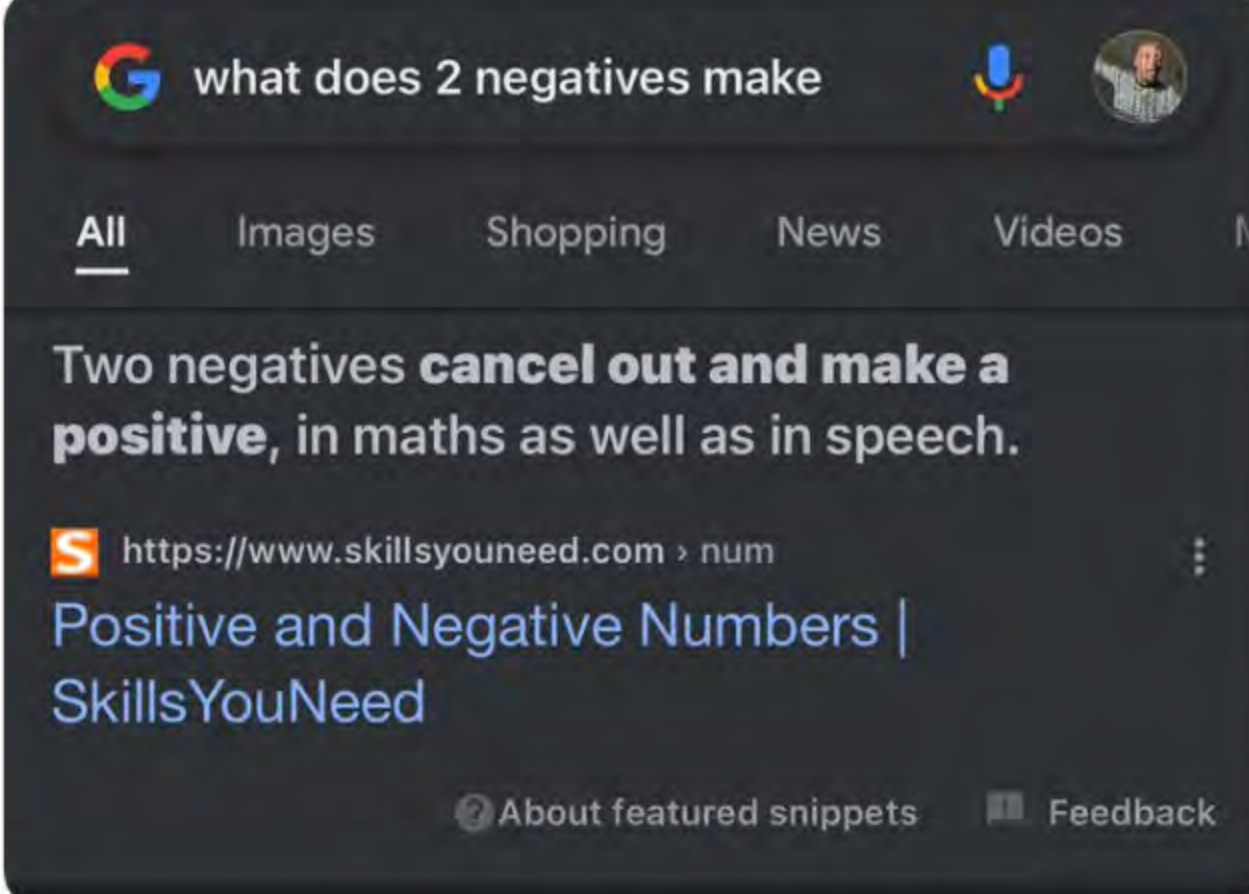 what does 2 negatives make
All Images Shopping News Videos
Two negatives cancel out and make a
positive, in maths as well as in speech.
S https://www.skillsyouneed.com › num
Positive and Negative Numbers |
SkillsYouNeed
?About featured snippets Feedback